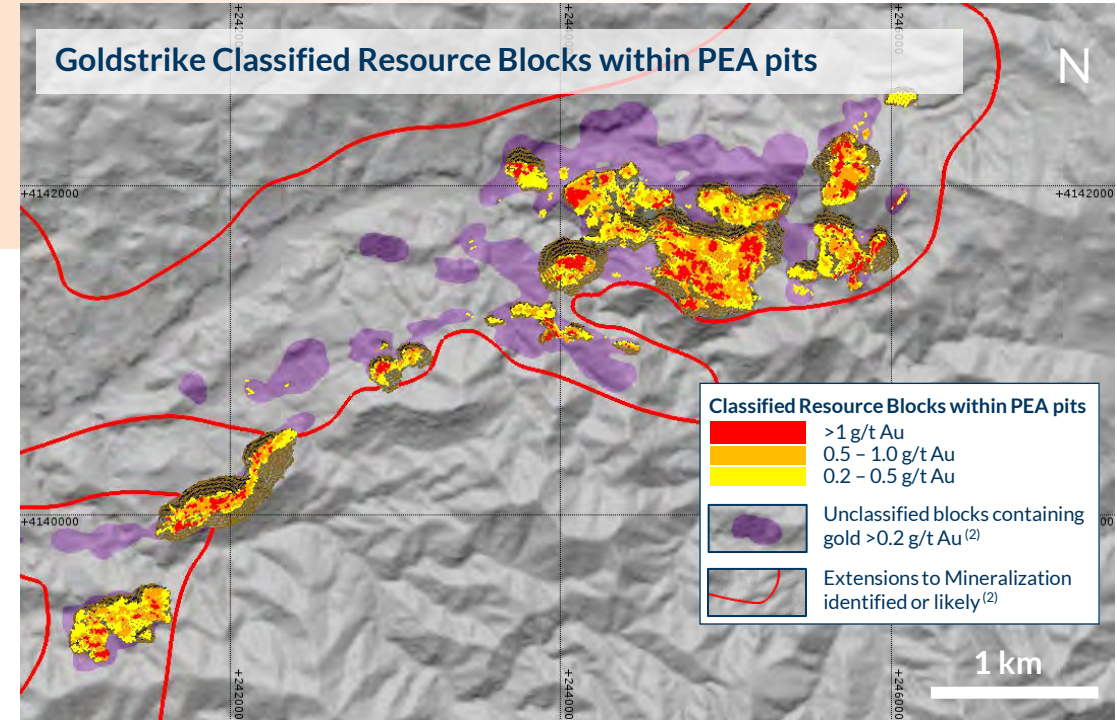 +242000
+244000
+246000
Goldstrike Classified Resource Blocks within PEA pits
N
+4142000
+4142000
Classified Resource Blocks within PEA pits
>1 g/t Au
0.5 – 1.0 g/t Au
0.2 – 0.5 g/t Au
+4140000
00
Unclassified blocks containing
gold >0.2 g/t Au (2)
Extensions to Mineralization
identified or likely (2)
1 km
+242000
+244000
+246000